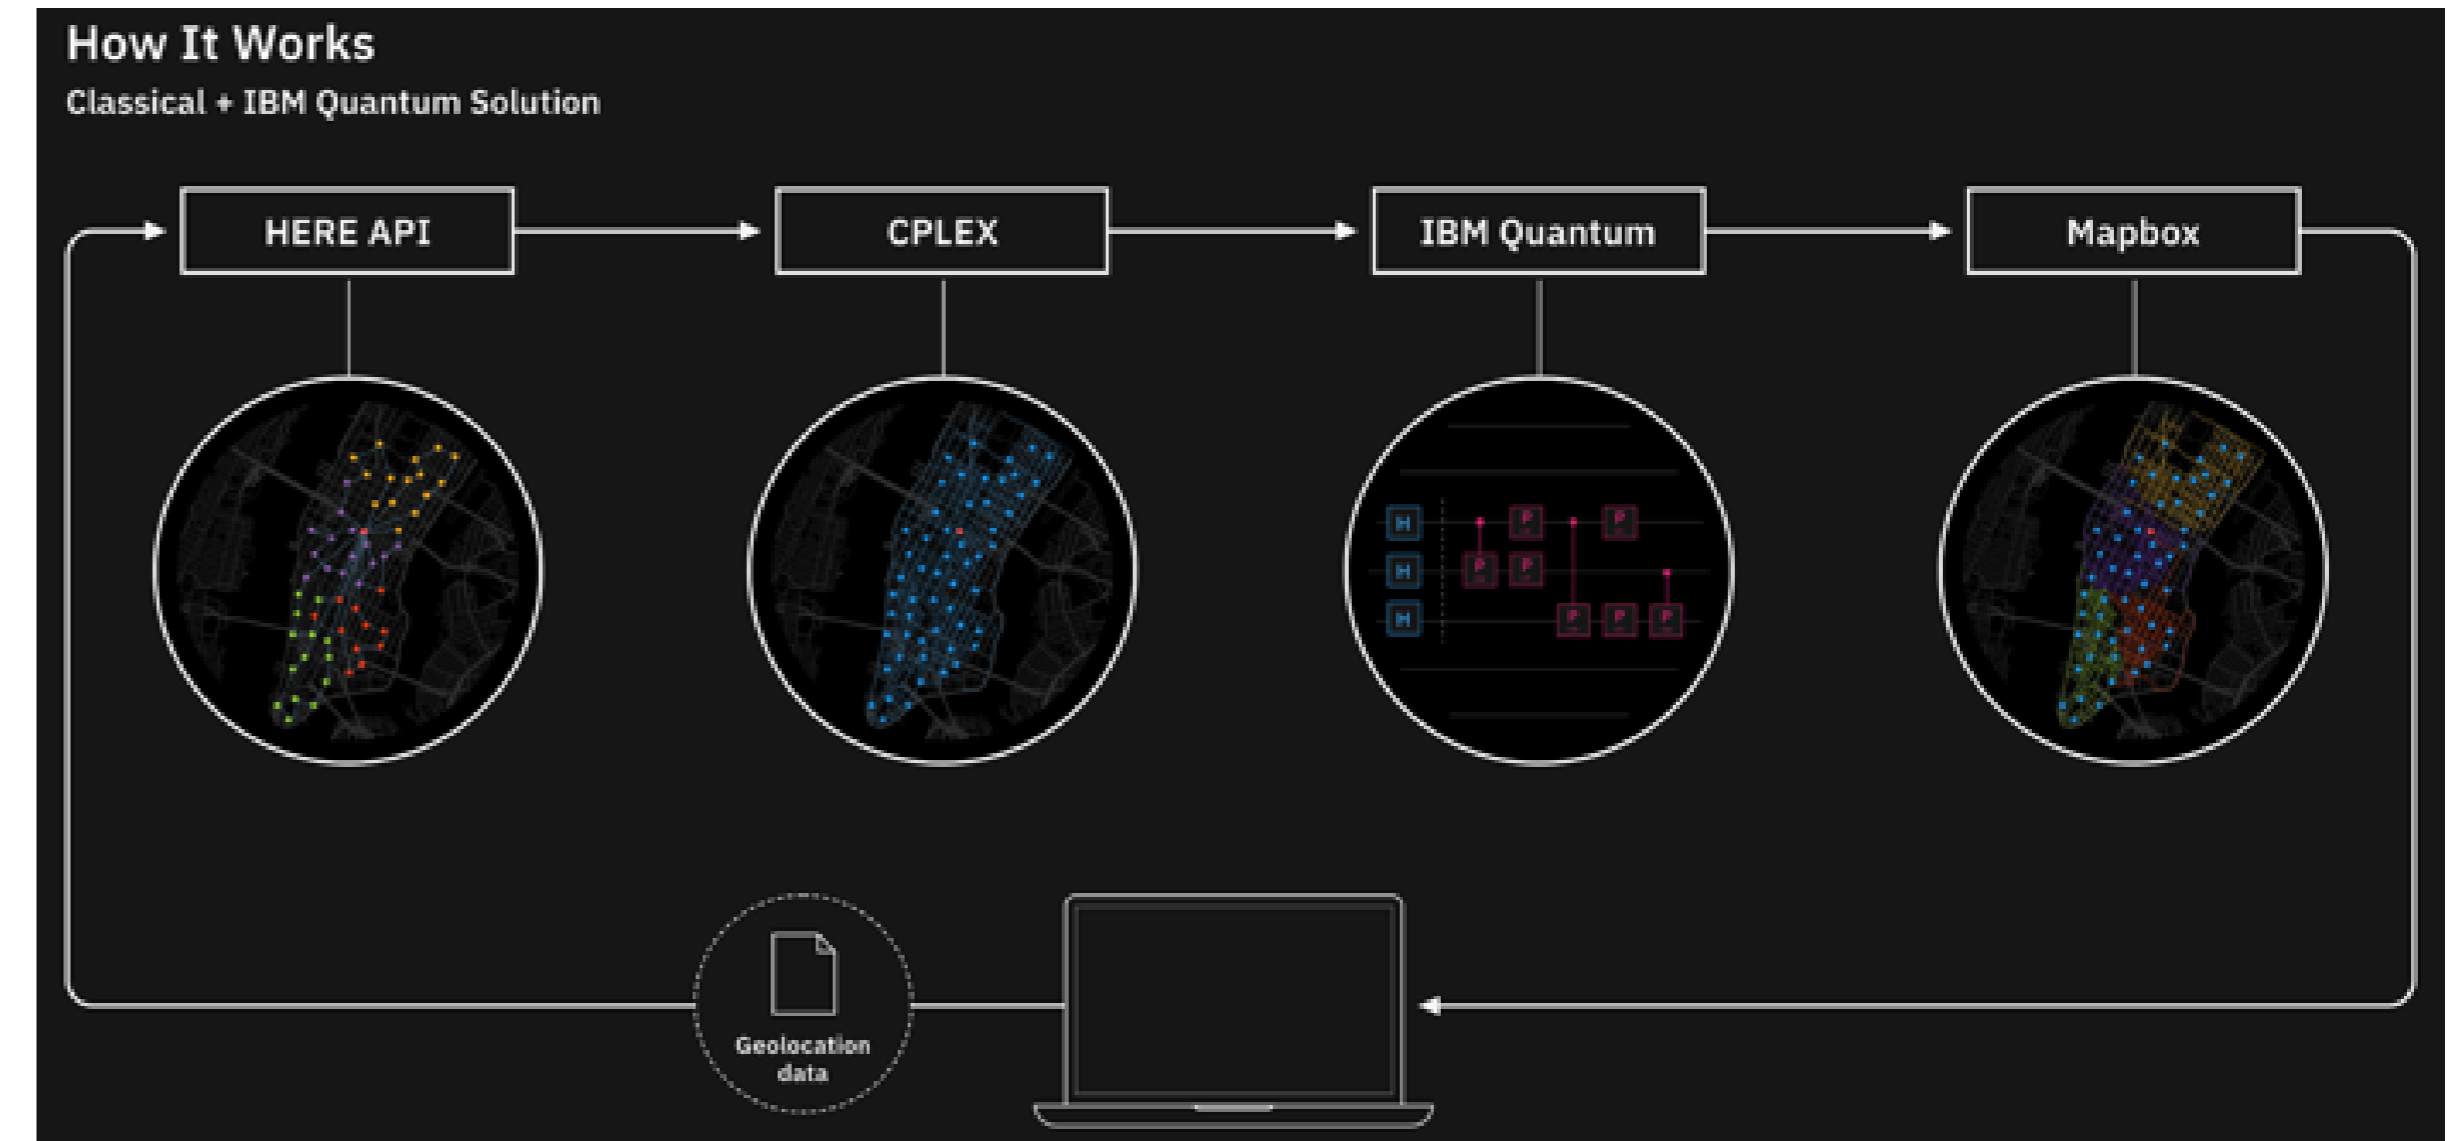 How It Works
Classical + IBM Quantum Solution
HERE API
CPLEX
IBM Quantum
Mapbox
H
P
P
H
P
P
H
P
P
P
Geolocation
data